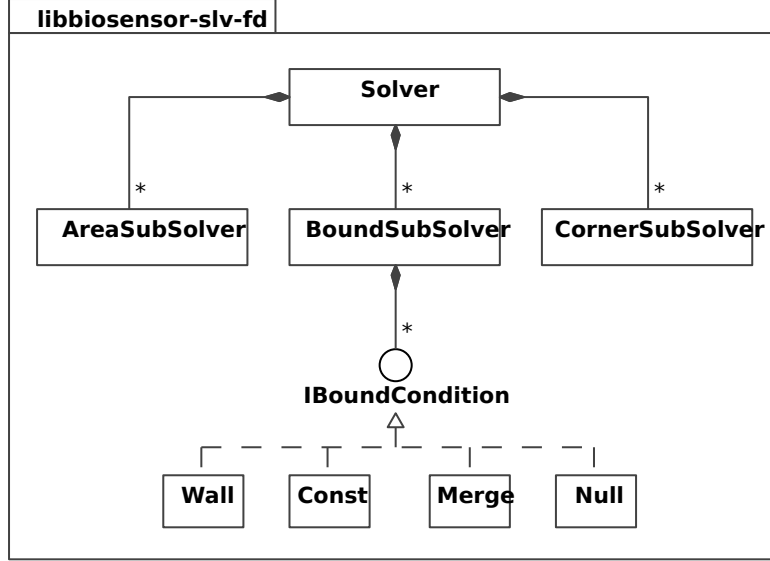 libbiosensor-slv-fd
Solver
* * *
AreaSubSolver BoundSubSolver CornerSubSolver
*
IBoundCondition
Wall Const Merge Null